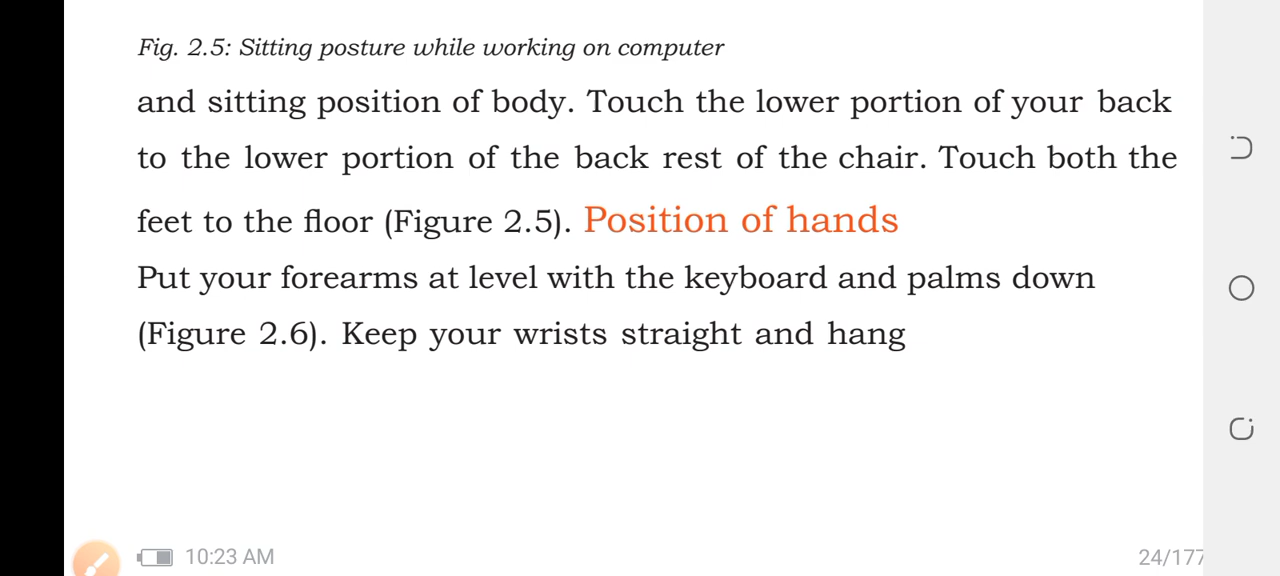 Fig. 2.5: Sitting posture while working on computer
and sitting position of body. Touch the lower portion of your back
to the lower portion of the back rest of the chair. Touch both the
feet to the floor (Figure 2.5). Position of hands
Put your forearms at level with the keyboard and palms down
(Figure 2.6). Keep your wrists straight and hang
10:23 AM
24/177